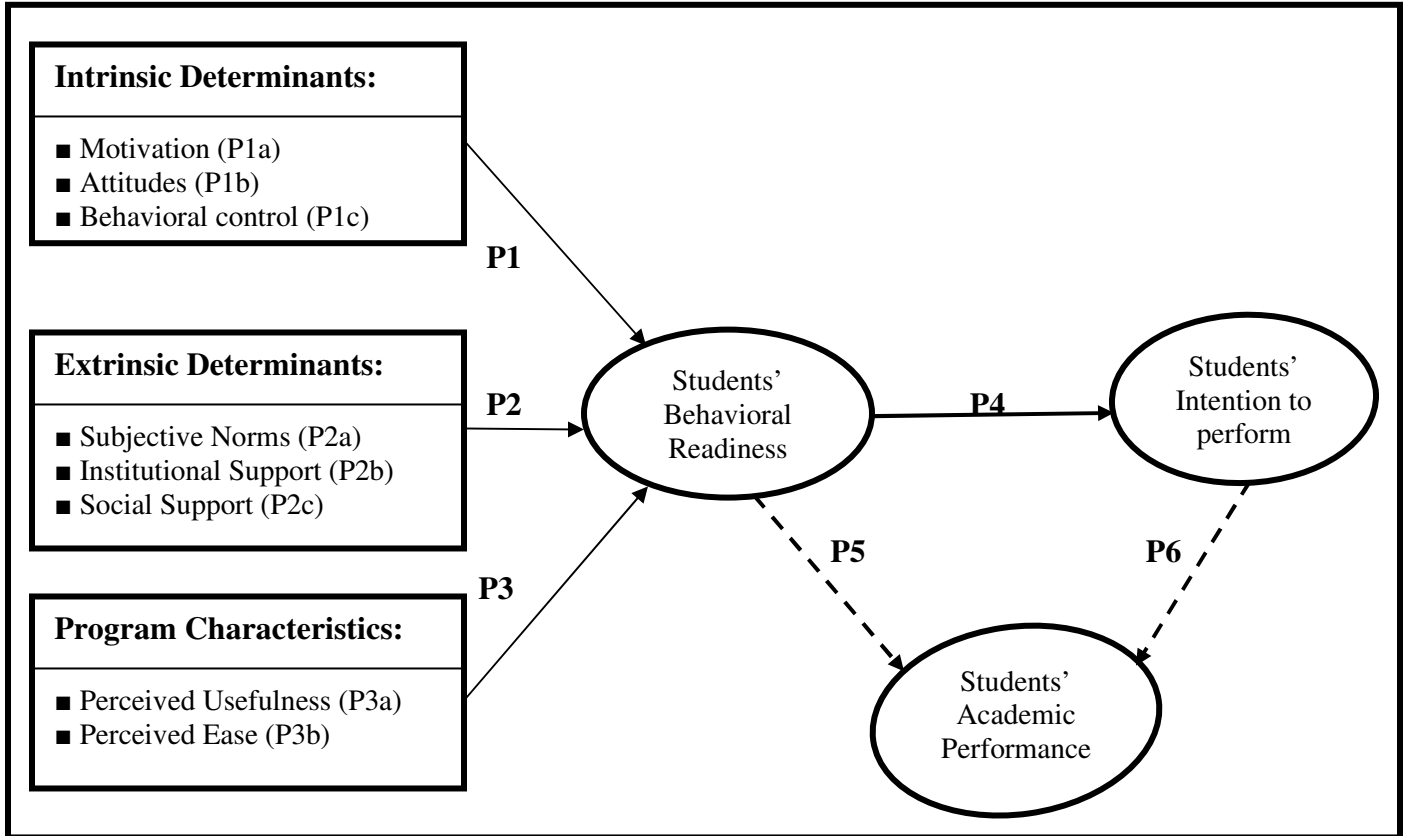 Intrinsic Determinants:
■ Motivation (P1a)
■ Attitudes (P1b)
■ Behavioral control (P1c)
P1
Extrinsic Determinants:
■ Subjective Norms (P2a)
■ Institutional Support (P2b)
■ Social Support (P2c)
P2
Program Characteristics:
■ Perceived Usefulness (P3a)
■ Perceived Ease (P3b)
P3
Students’
Behavioral
Readiness
P4
Students’
Intention to
perform
P5
P6
Students’
Academic
Performance